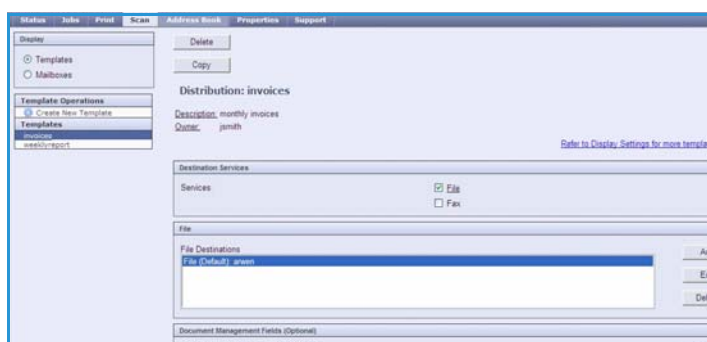 Status Jobs Print Scan Address Book Properties Support
Display
Templates
Mailboxes
Template Operations
Create New Template
Templates
invoices
weeklyreport
Delete
Copy
Distribution: invoices
Description: monthly invoices
Owner: jsmith
Refer to Display Settings for more templa
Destination Services
Services
File
Fax
File
File Destinations
File (Default): arwen
A
E
Del
Document Management Fields (Optional)